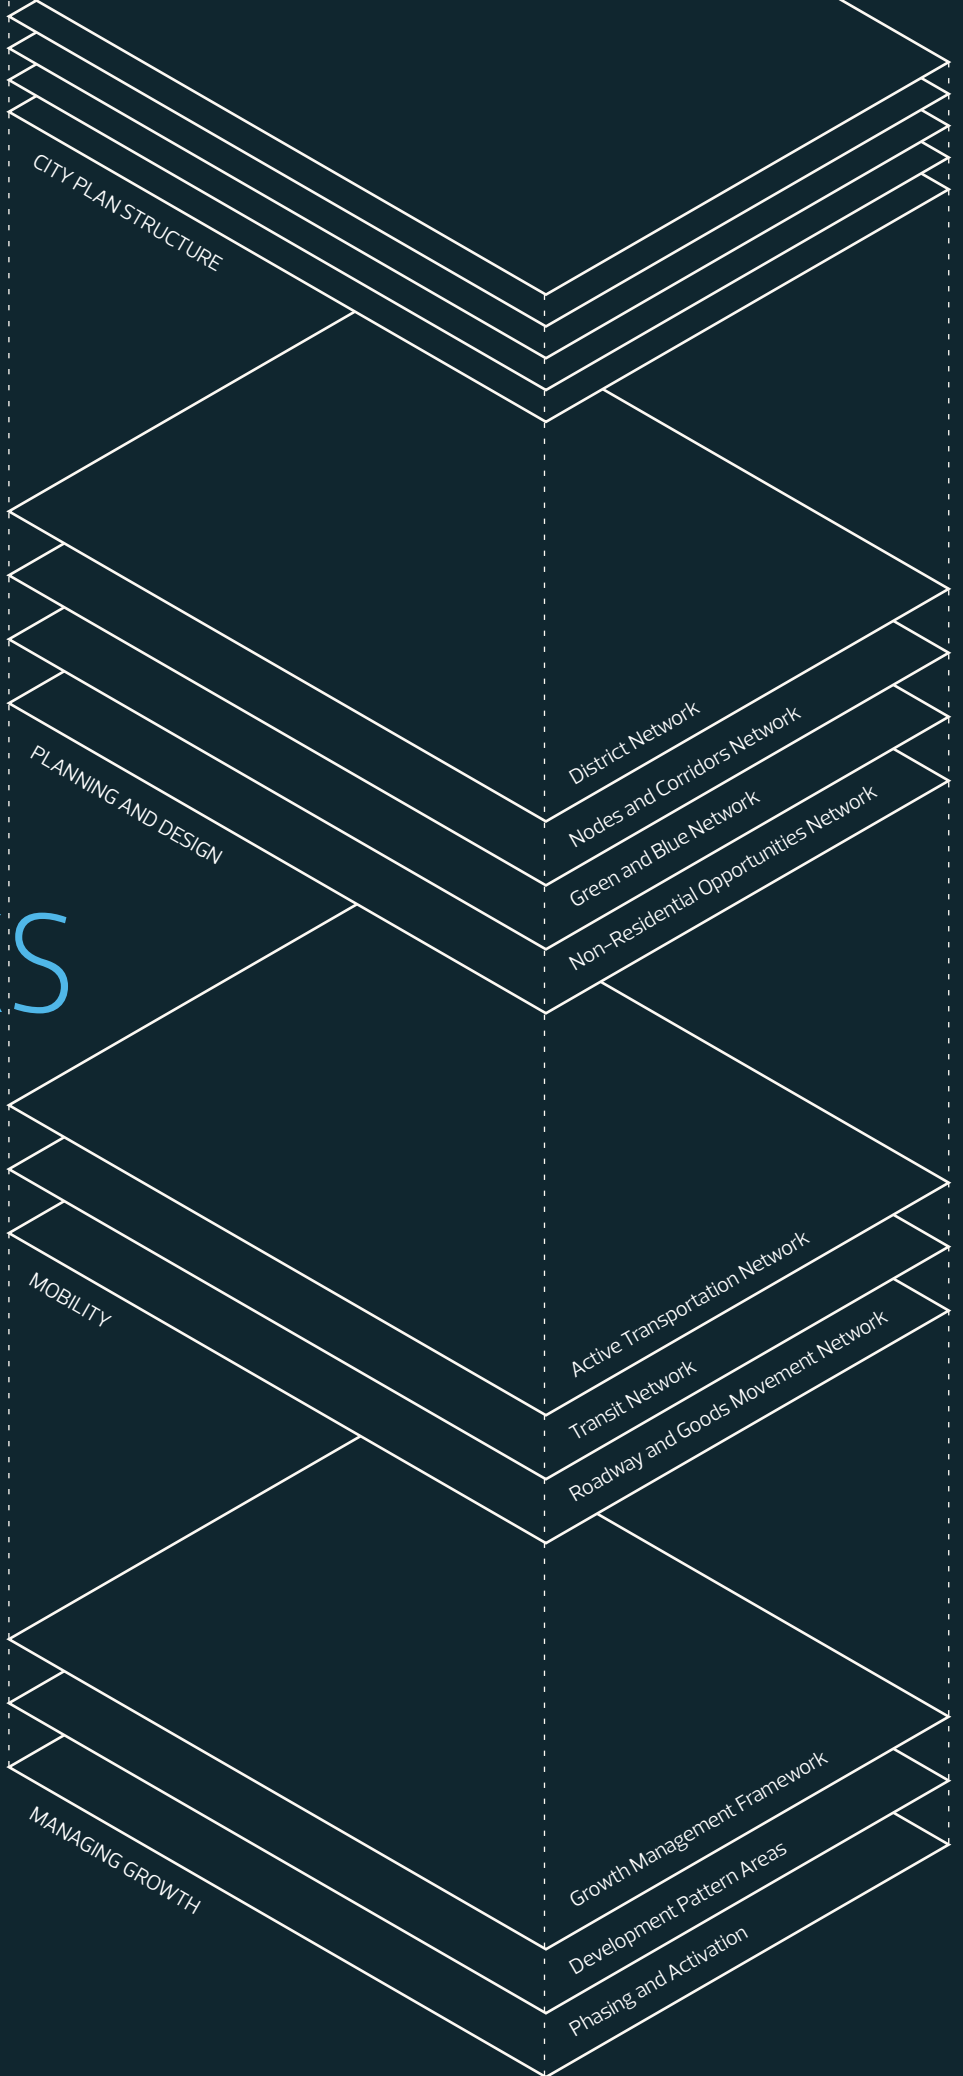 CITY PLAN STRUCTURE
District Network
Nodes and Corridors Network
Green and Blue Network
Non-Residential Opportunities Network
PLANNING AND DESIGN
S
Active Transportation Network
Transit Network
Roadway and Goods Movement Network
MOBILITY
Growth Management Framework
Development Pattern Areas
Phasing and Activation
MANAGING GROWTH